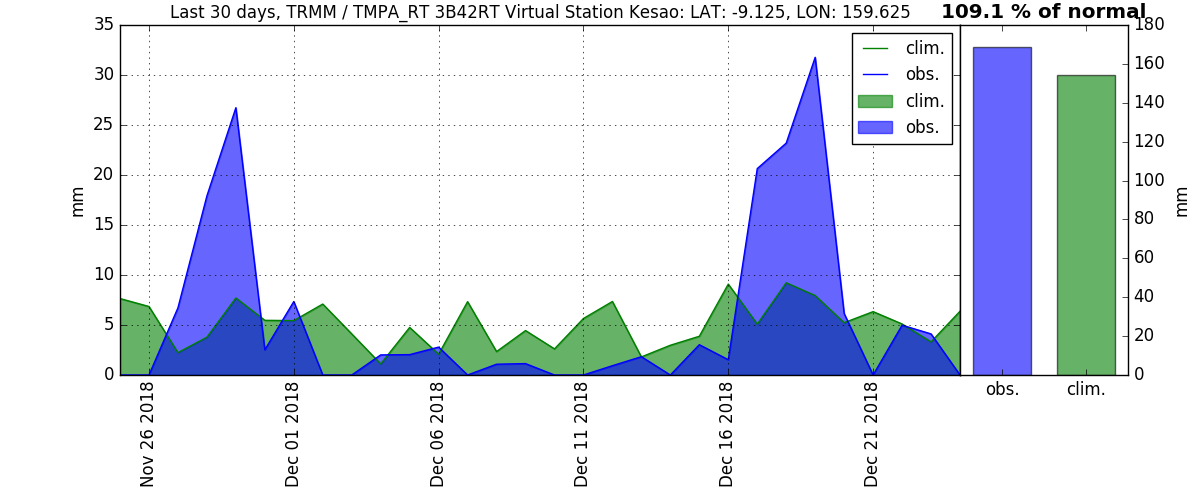 Last 30 days, TRMM / TMPA_RT 3B42RT Virtual Station Kesao: LAT: -9.125, LON: 159.625
109.1 % of normal
35
30
25
20
15
10
5
0
mm
clim.
obs.
clim.
obs.
180
160
140
120
100
80
60
40
20
0
mm
obs.
clim.
Nov 26 2018
Dec 01 2018
Dec 06 2018
Dec 11 2018
Dec 16 2018
Dec 21 2018